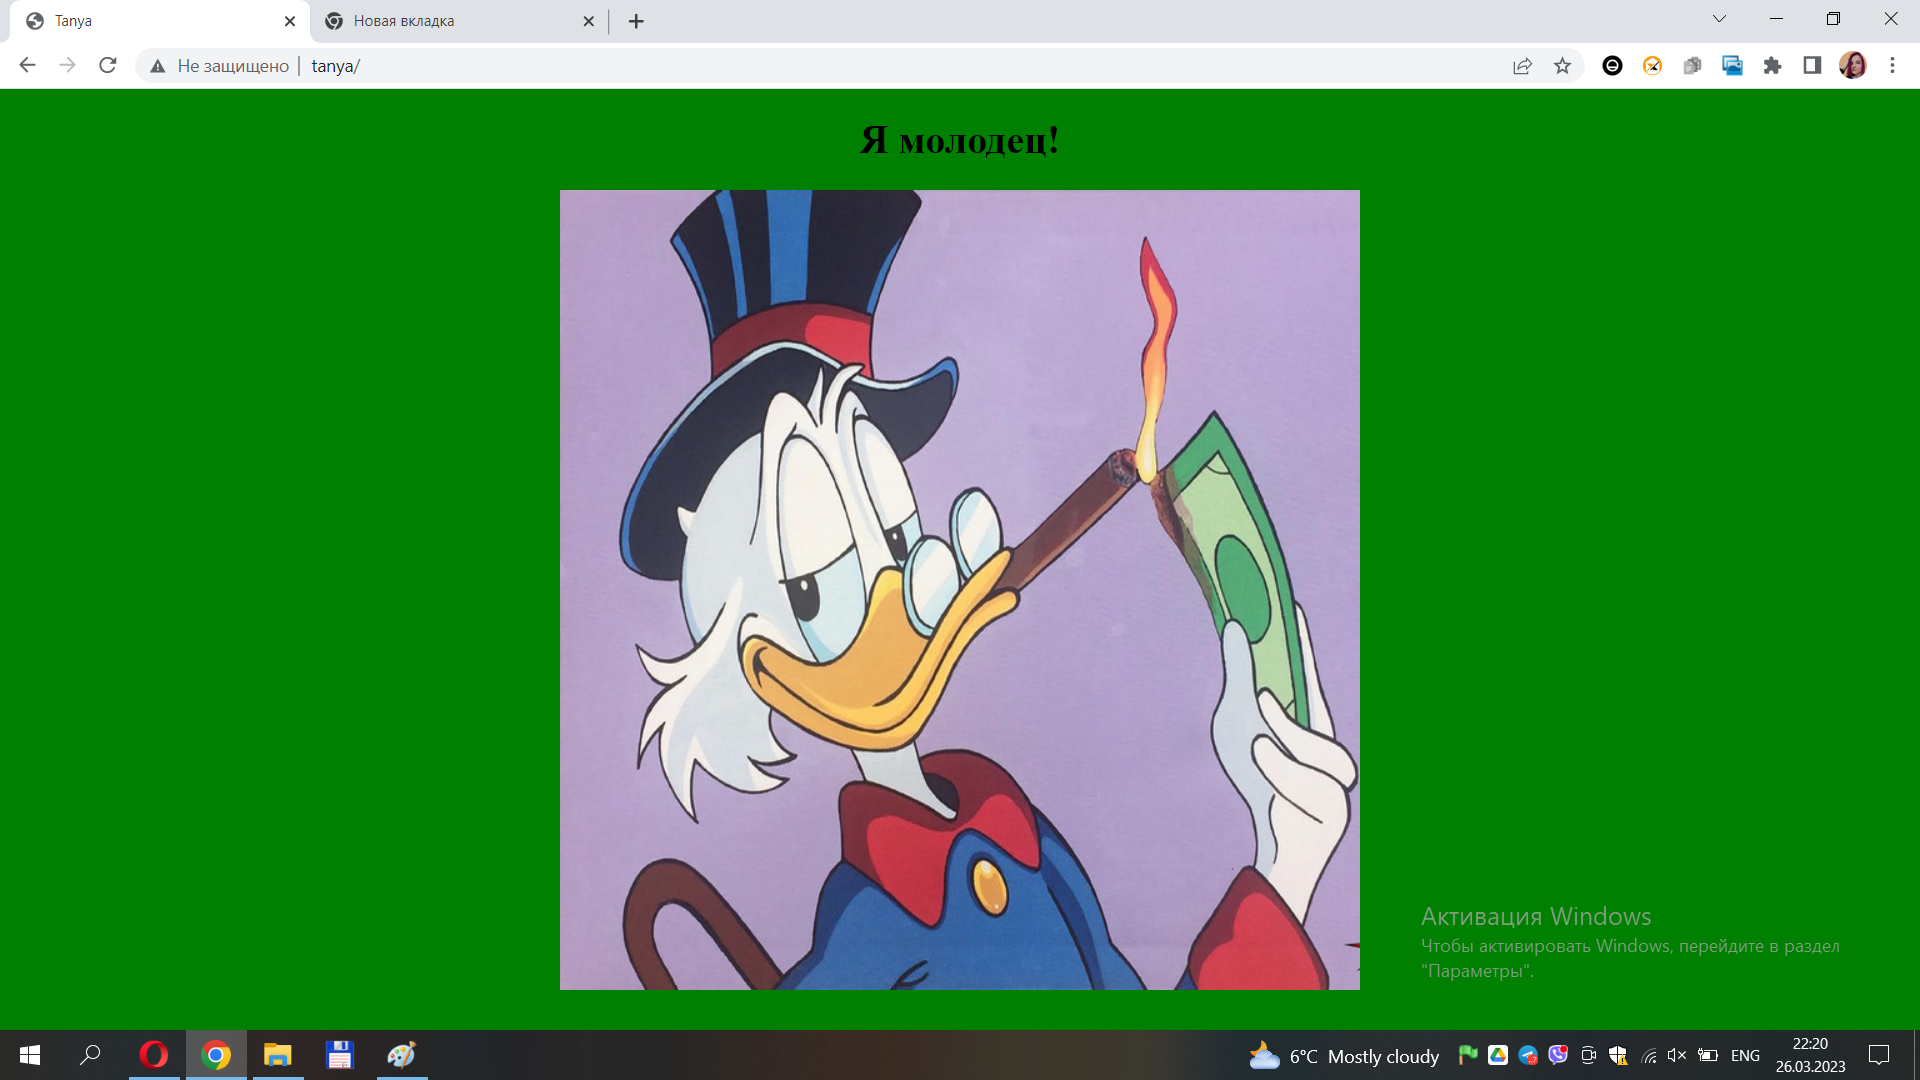 Tanya
Новая вкладка
Не защищено
tanya/
Я молодец!
Активация Windows
Чтобы активировать Windows, перейдите в раздел
"Параметры".
6°C Mostly cloudy
ENG
22:20
26.03.2023